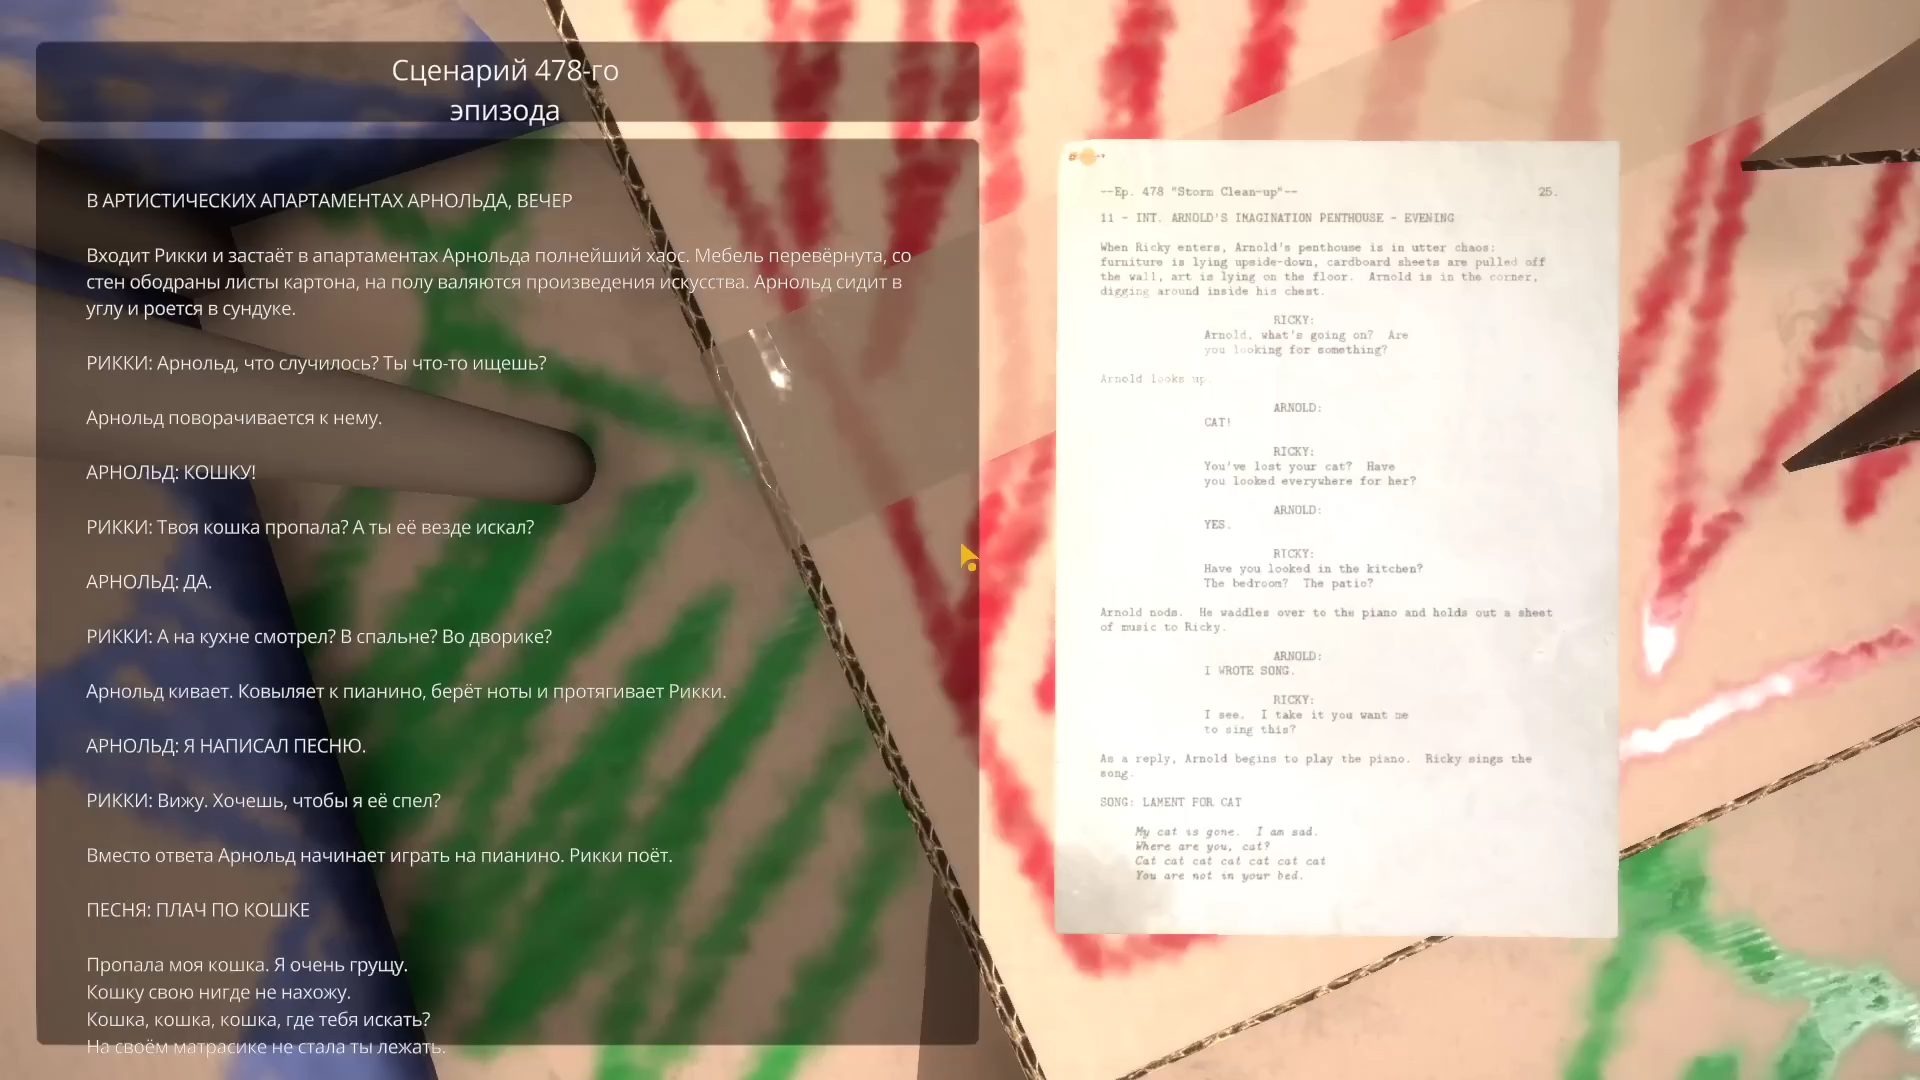 Сценарий 478-го
эпизода
В АРТИСТИЧЕСКИХ АПАРТАМЕНТАХ АРНОЛЬДА, ВЕЧЕР
Входит Рикки и застаёт в апартаментах Арнольда полнейший хаос. Мебель перевёрнута, со
стен ободраны листы картона, на полу валяются произведения искусства. Арнольд сидит в
углу и роется в сундуке.
РИККИ: Арнольд, что случилось? Ты что-то ищешь?
Арнольд поворачивается к нему.
АРНОЛЬД: КОШКУ!
РИККИ: Твоя кошка пропала? А ты её везде искал?
АРНОЛЬД: ДА.
РИККИ: А на кухне смотрел? В спальне? Во дворике?
Арнольд кивает. Ковыляет к пианино, берёт ноты и протягивает Рикки.
АРНОЛЬД: Я НАПИСАЛ ПЕСНЮ.
РИККИ: Вижу. Хочешь, чтобы я её спел?
Вместо ответа Арнольд начинает играть на пианино. Рикки поёт.
ПЕСНЯ: ПЛАЧ ПО КОШКЕ
Пропала моя кошка. Я очень грущу.
Кошку свою нигде не нахожу.
Кошка, кошка, кошка, где тебя искать?
На своём матрасике не стала ты лежать.
--Ep. 478 "Storm Clean-up"-- 25.
11 - INT. ARNOLD'S IMAGINATION PENTHOUSE - EVENING
When Ricky enters, Arnold's penthouse is in utter chaos:
furniture is lying upside-down, cardboard sheets are pulled off
the wall, art is lying on the floor. Arnold is in the corner,
digging around inside his chest.
RICKY:
Arnold, what's going on? Are
you looking for something?
Arnold looks up.
ARNOLD:
CAT!
RICKY:
You've lost your cat? Have
you looked everywhere for her?
ARNOLD:
YES.
RICKY:
Have you looked in the kitchen?
The bedroom? The patio?
Arnold nods. He waddles over to the piano and holds out a sheet
of music to Ricky.
ARNOLD:
I WROTE SONG.
RICKY:
I see. I take it you want me
to sing this?
As a reply, Arnold begins to play the piano. Ricky sings the
song.
SONG: LAMENT FOR CAT
My cat is gone. I am sad.
Where are you, cat?
Cat cat cat cat cat cat cat
You are not in your bed.